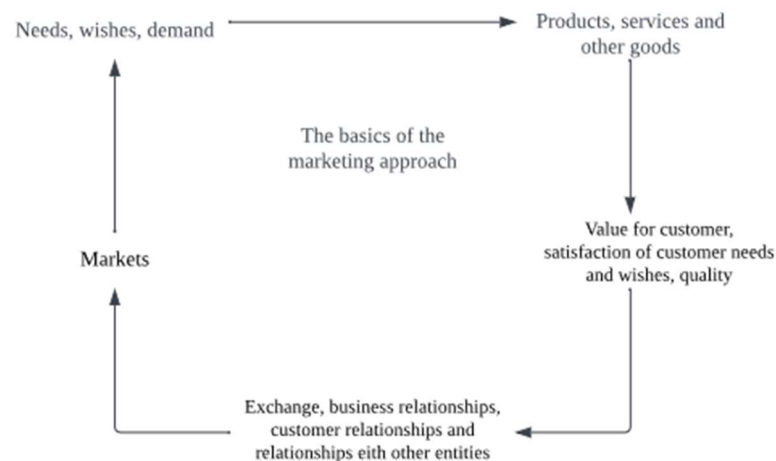 Needs, wishes, demand
Products, services and
other goods
The basics of the
marketing approach
Value for customer,
satisfaction of customer needs
and wishes, quality
Markets
Exchange, business relationships,
customer relationships and
relationships eith other entities